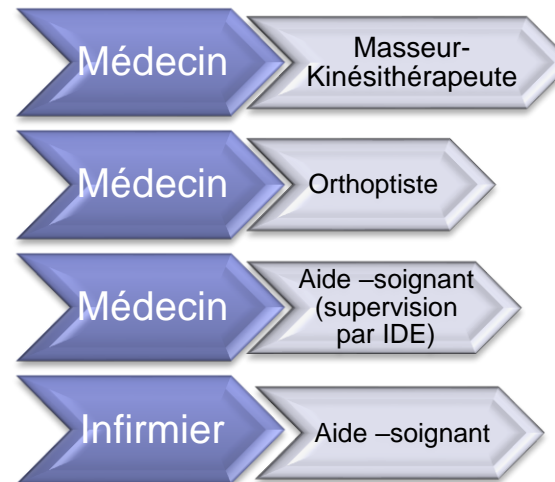 Médecin
Masseur-
Kinésithérapeute
Médecin
Orthoptiste
Médecin
Aide –soignant
(supervision
par IDE)
Infirmier
Aide –soignant